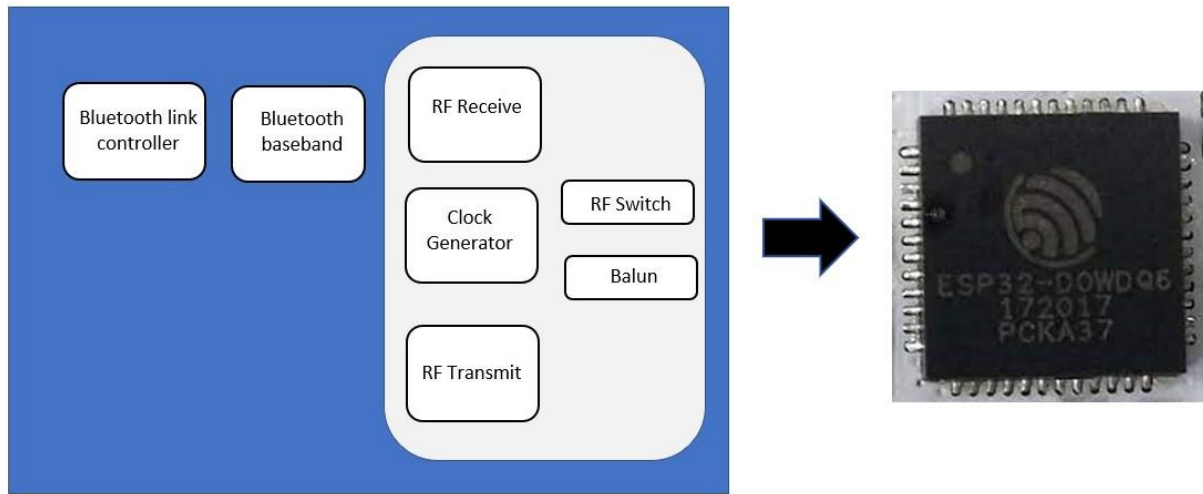 Bluetooth link
controller
Bluetooth
baseband
RF Receive
Clock
Generator
RF Switch
Balun
RF Transmit
ESP32-D0WDQ6
172017
PCKA37